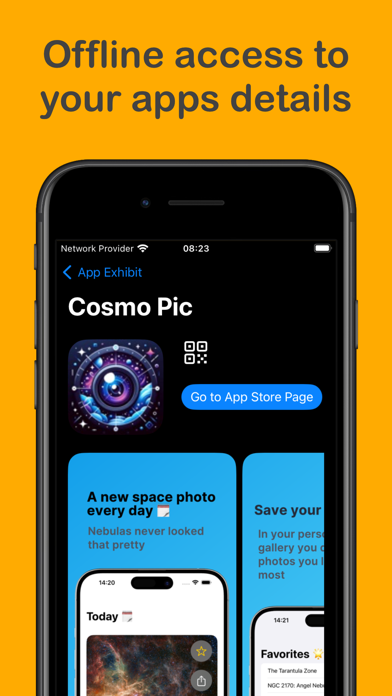 Offline access to
your apps details
Network Provider
08:23
App Exhibit
Cosmo Pic
Go to App Store Page
A new space photo
every day
Nebulas never looked
that pretty
14:20
Today
Save your
In your perso
gallery you c
photos you l
most
14:21
Favorites
The Tarantula Zone
NGC 2170: Angel Neb